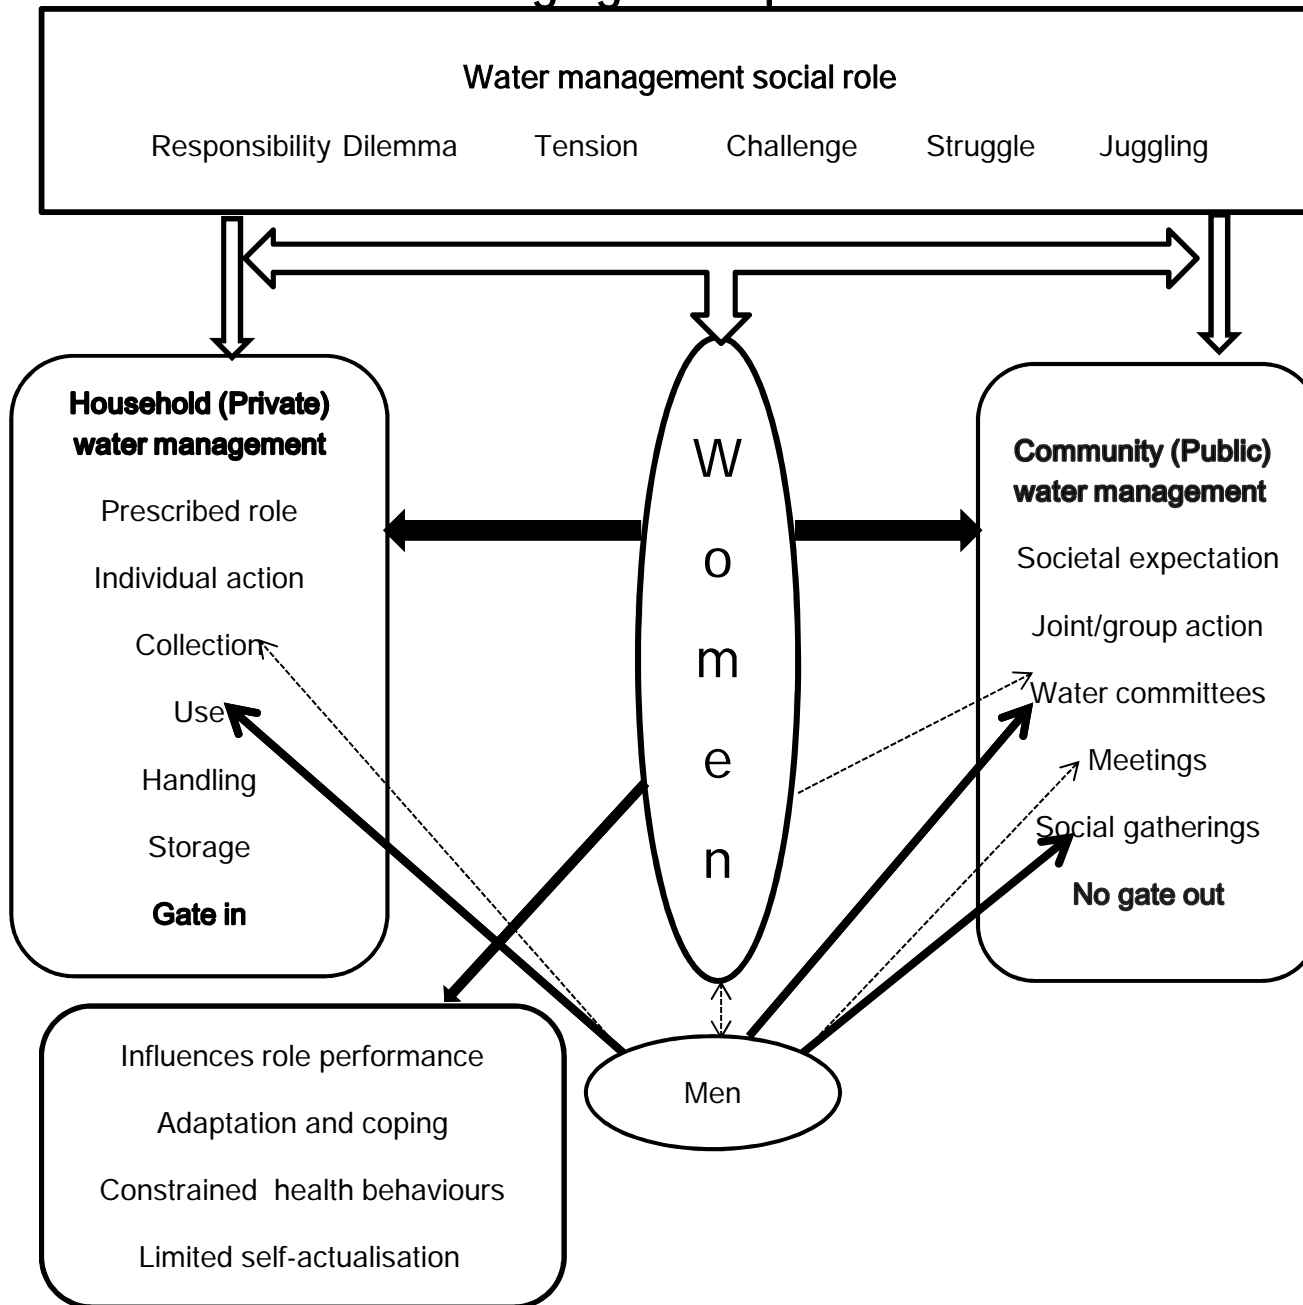 Water management social role
Responsibility Dilemma Tension Challenge Struggle Juggling
Household (Private)
water management
Prescribed role
Individual action
Collection
Use
Handling
Storage
Gate in
Women
Community (Public)
water management
Societal expectation
Joint/group action
Water committees
Meetings
Social gatherings
No gate out
Influences role performance
Adaptation and coping
Constrained health behaviours
Limited self-actualisation
Men